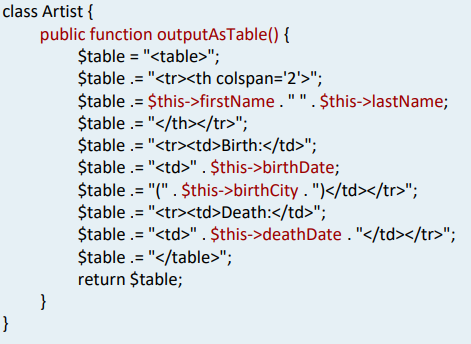 class Artist {
public function outputAsTable() {
$table = "<table>";
$table .= "<tr><th colspan='2'>";
$table .= $this->firstName . " " . $this->lastName;
$table .= "</th></tr>";
$table .= "<tr><td>Birth:</td>";
$table .= "<td>" . $this->birthDate;
$table .= "(" . $this->birthCity . ")</td></tr>";
$table .= "<tr><td>Death:</td>";
$table .= "<td>" . $this->deathDate . "</td></tr>";
$table .= "</table>";
return $table;
}
}